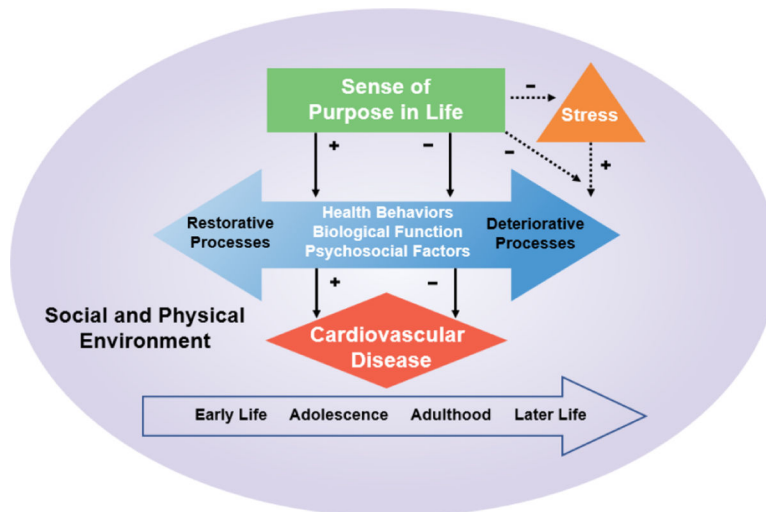 Sense of
Purpose in Life
-
Stress
+
-
-
+
Restorative
Processes
Health Behaviors
Biological Function
Psychosocial Factors
Deteriorative
Processes
+
-
Social and Physical
Environment
Cardiovascular
Disease
Early Life Adolescence Adulthood Later Life